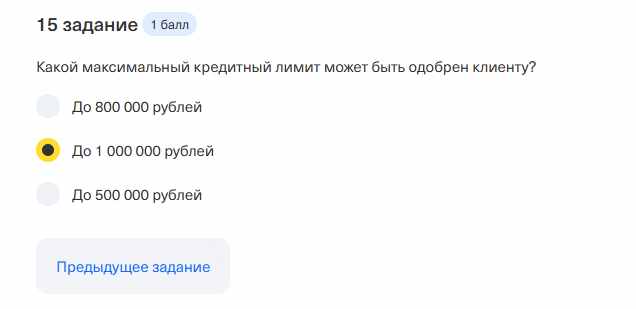 15 задание 1 балл
Какой максимальный кредитный лимит может быть одобрен клиенту?
До 800 000 рублей
До 1 000 000 рублей
До 500 000 рублей
Предыдущее задание